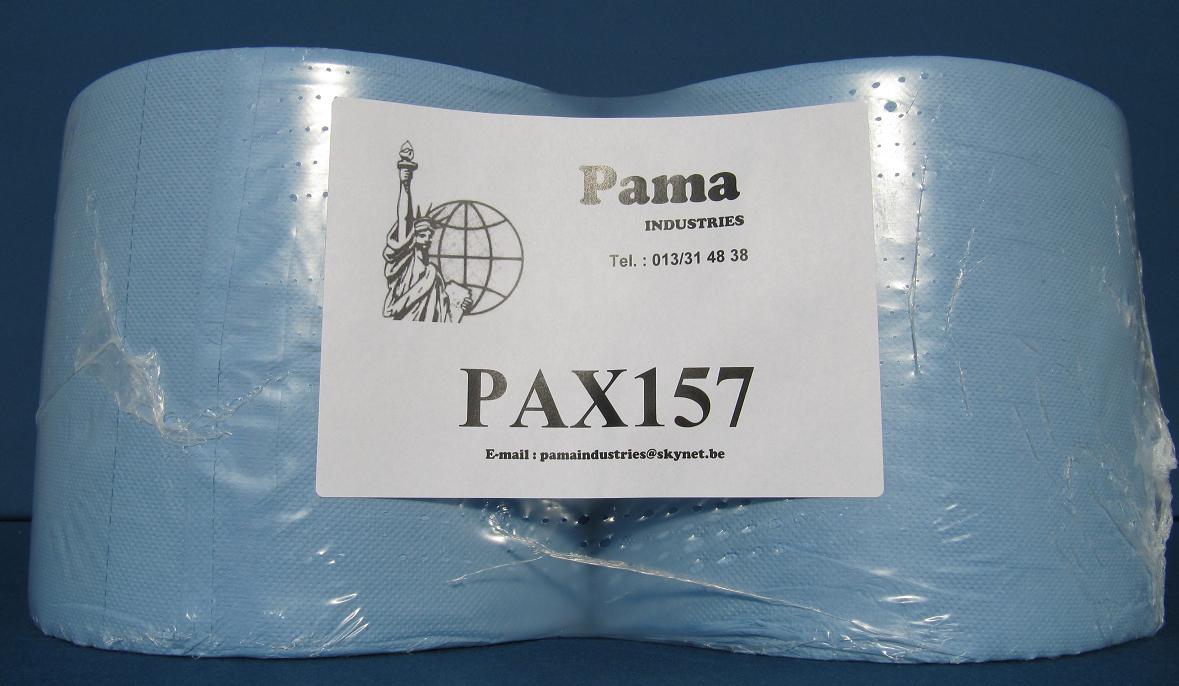 Pama
INDUSTRIES
Tel. : 013/31 48 38
PAX157
E-mail : pamaindustries@skynet.be